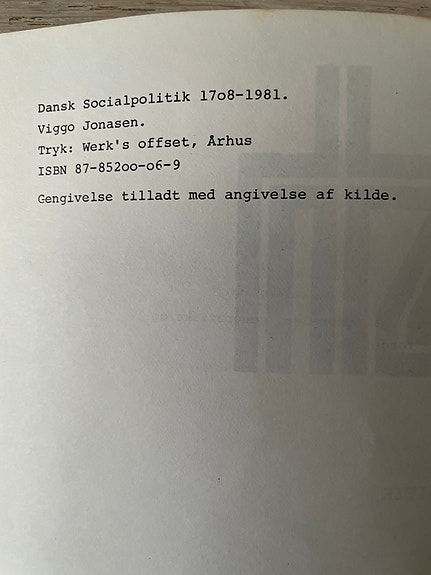 Dansk Socialpolitik 17o8-1981.
Viggo Jonasen.
Tryk: Werk's offset, Århus
ISBN 87-852oo-o6-9
Gengivelse tilladt med angivelse af kilde.